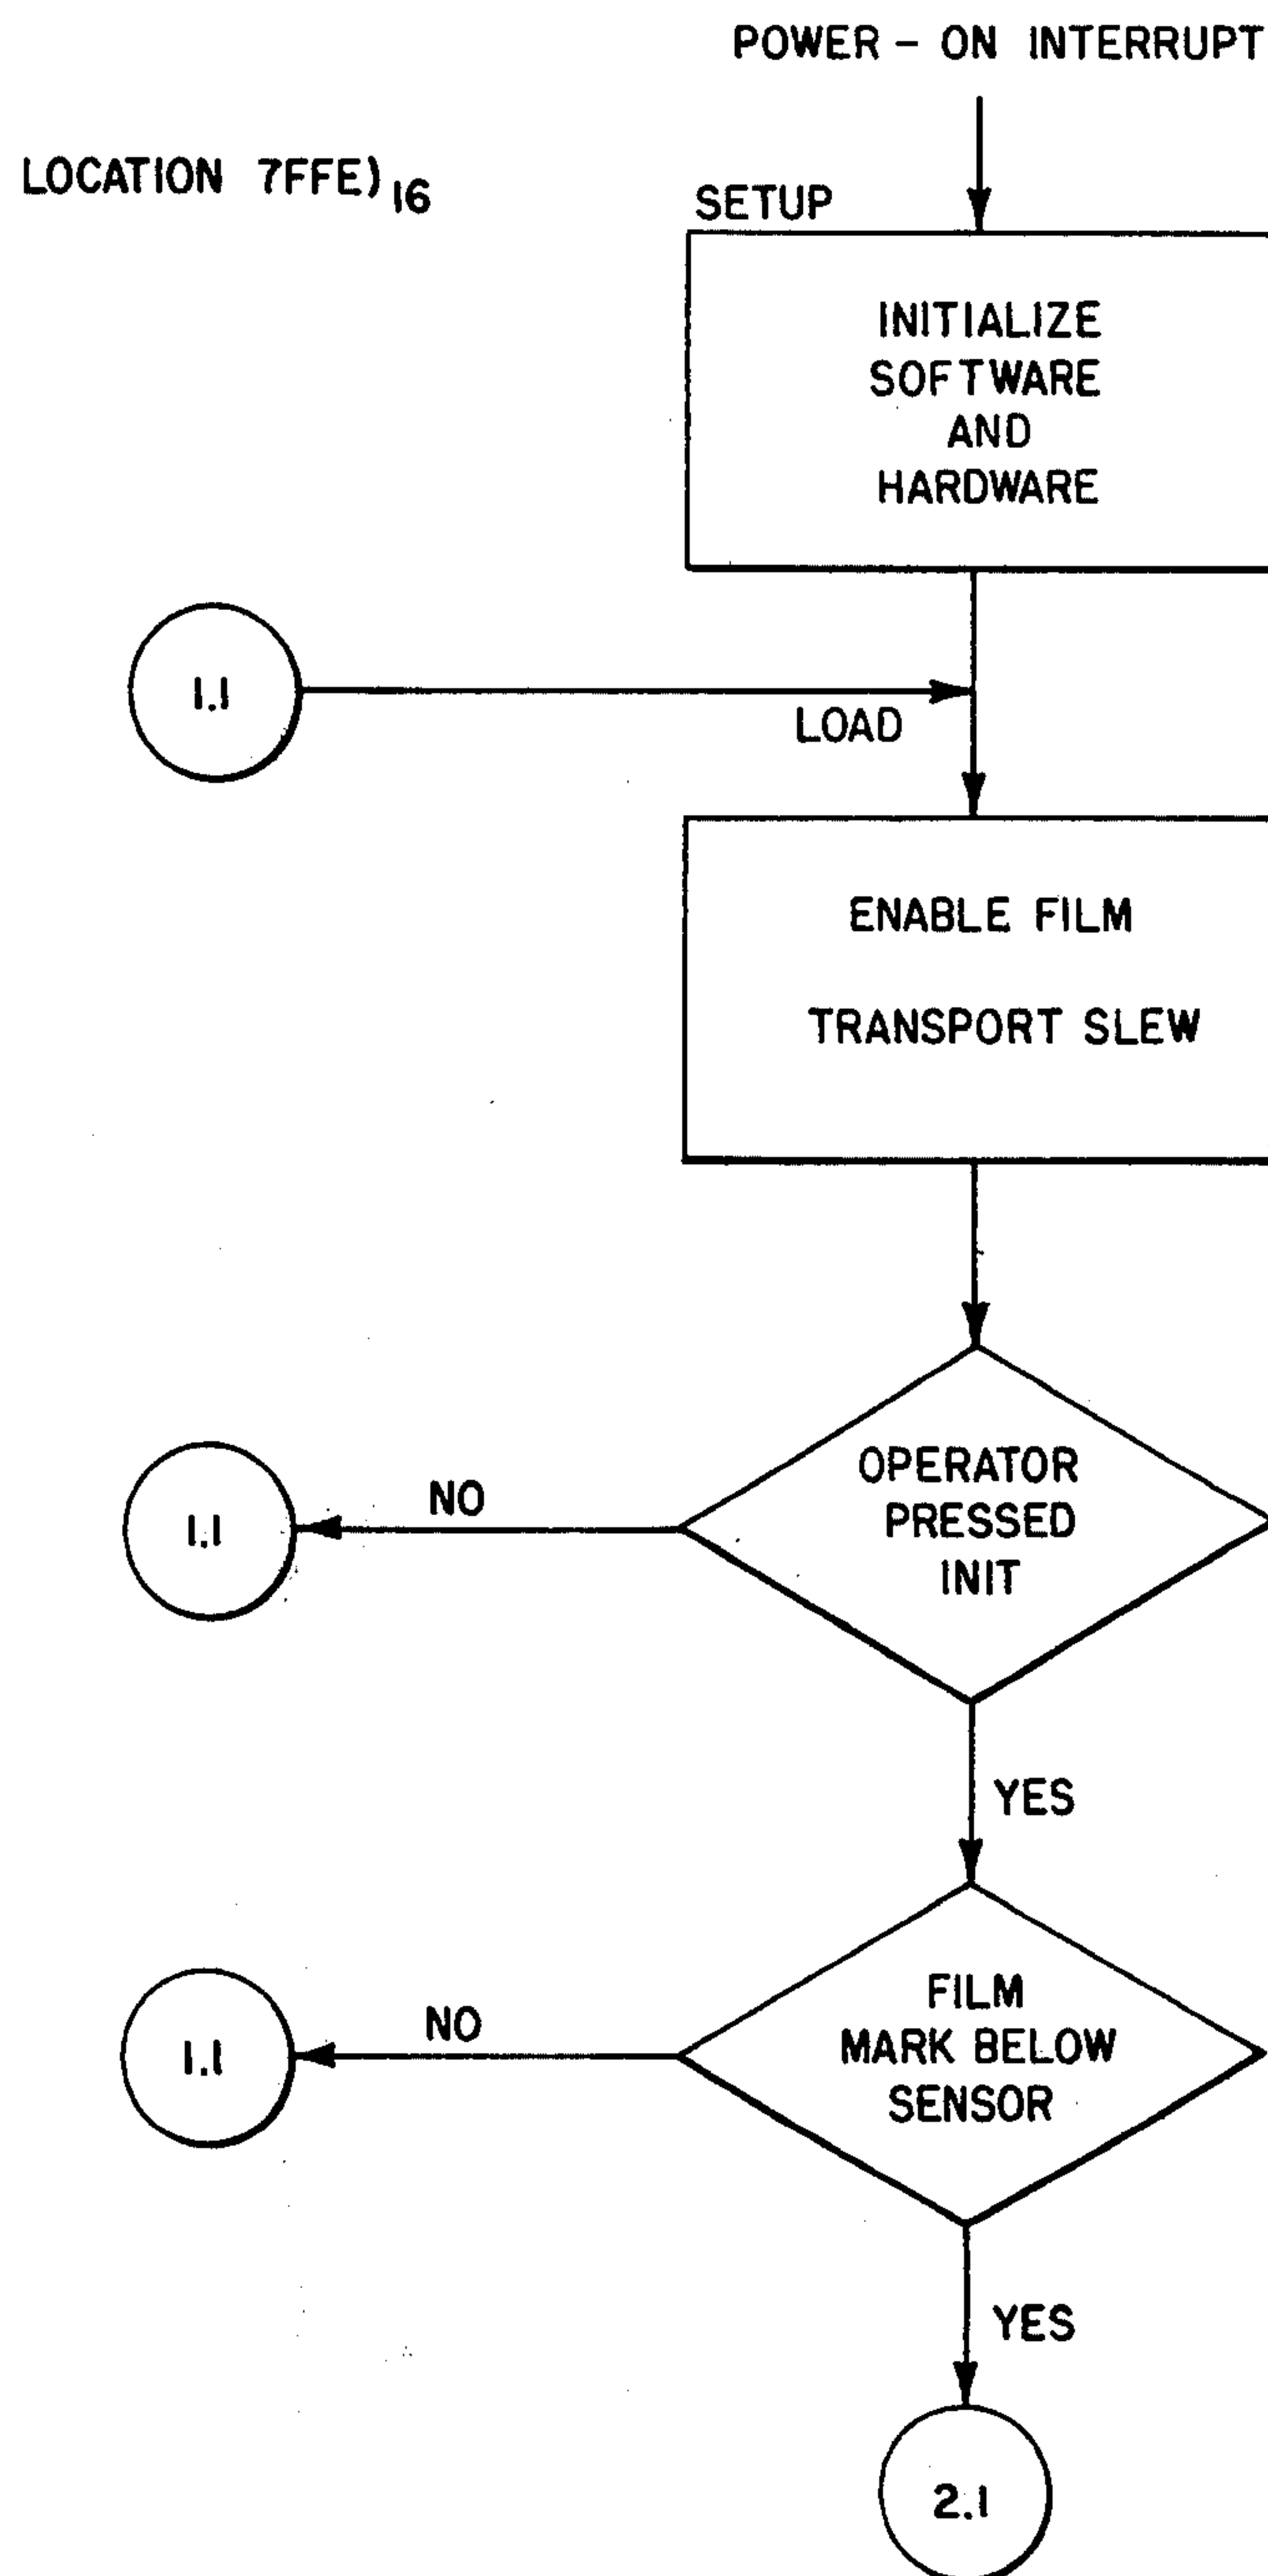 POWER - ON INTERRUPT
LOCATION 7FFE)16
SETUP
INITIALIZE
SOFTWARE
AND
HARDWARE
1.1
LOAD
ENABLE FILM
TRANSPORT SLEW
OPERATOR
PRESSED
INIT
NO
1.1
YES
FILM
MARK BELOW
SENSOR
NO
1.1
YES
2.1